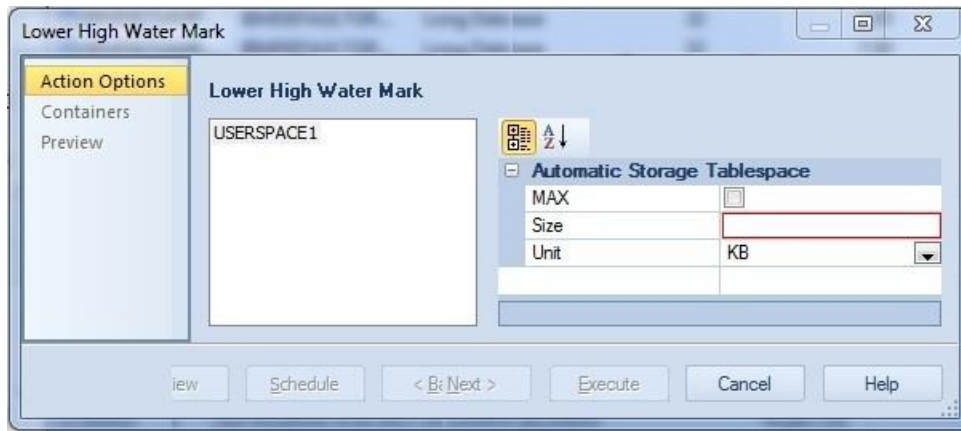 Lower High Water Mark
Action Options
Containers
Preview
Lower High Water Mark
USERSPACE1
Automatic Storage Tablespace
MAX
Size
Unit KB
iew Schedule < Ba Next > Execute Cancel Help